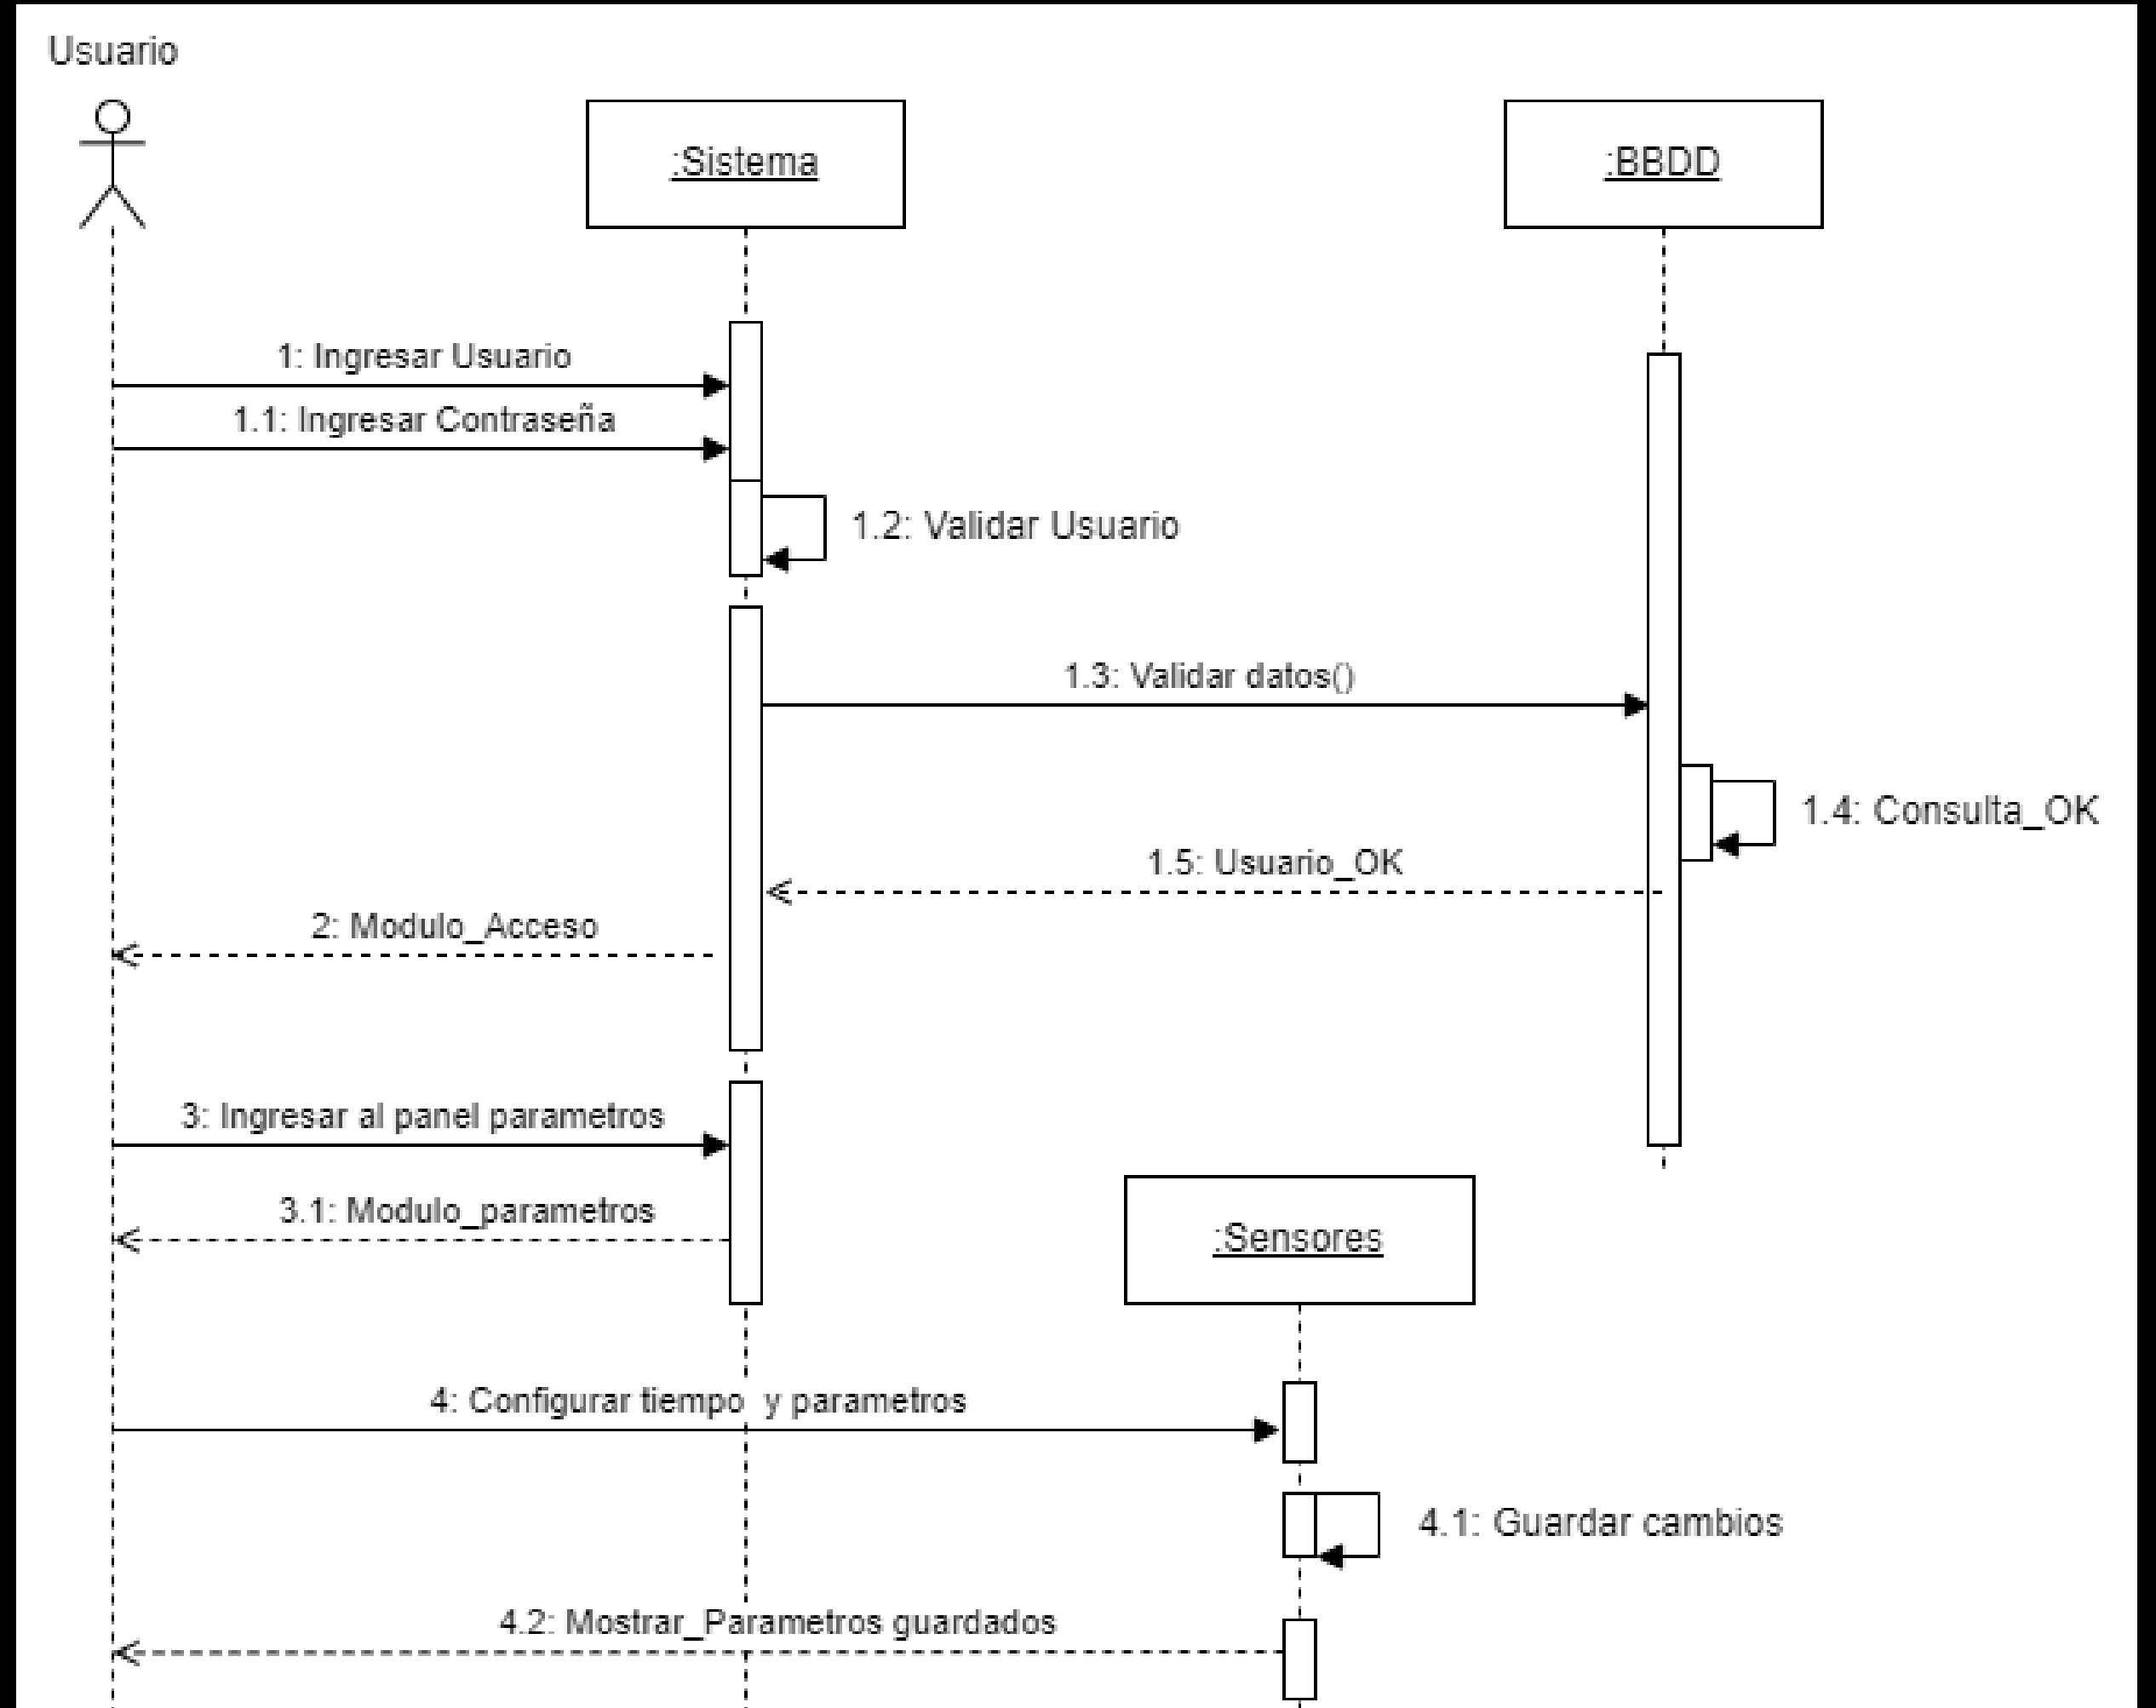 Usuario
:Sistema
:BBDD
1: Ingresar Usuario
1.1: Ingresar Contraseña
1.2: Validar Usuario
1.3: Validar datos()
1.4: Consulta_OK
1.5: Usuario_OK
2: Modulo_Acceso
3: Ingresar al panel parametros
3.1: Modulo_parametros
:Sensores
4: Configurar tiempo y parametros
4.1: Guardar cambios
4.2: Mostrar_Parametros guardados